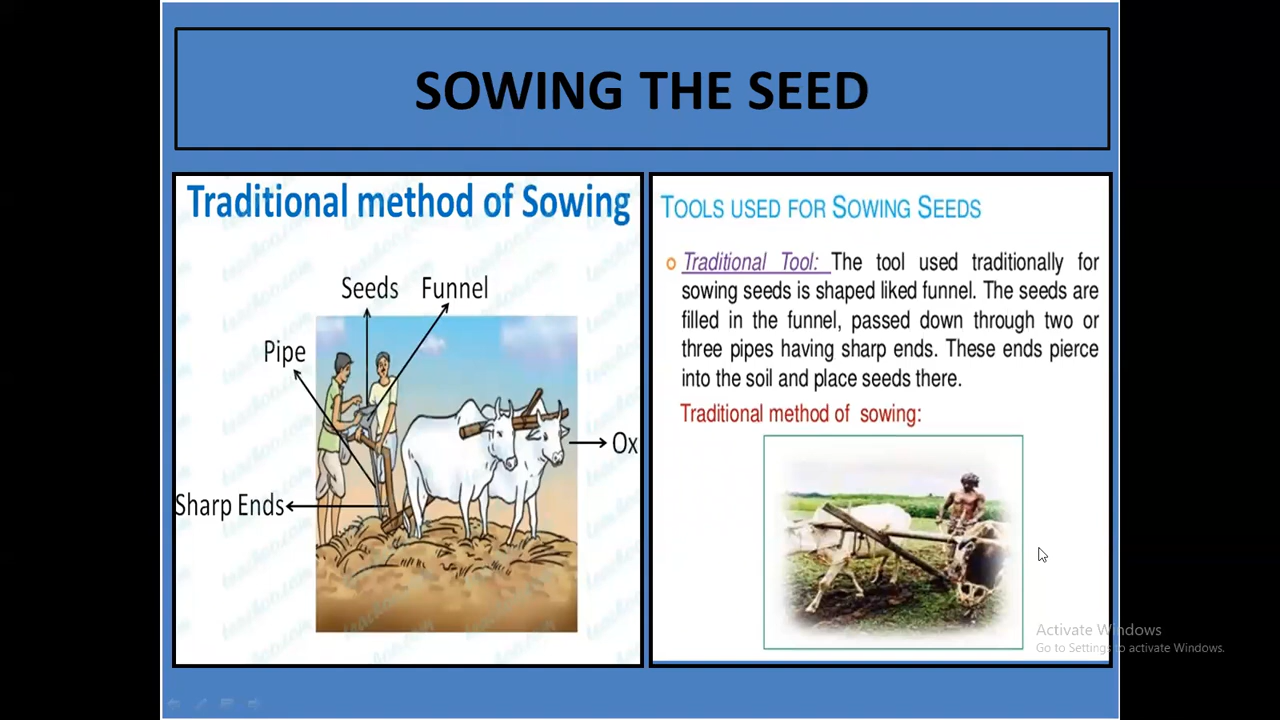 SOWING THE SEED
Traditional method of Sowing
Seeds Funnel
Pipe
Ox
Sharp Ends
TOOLS USED FOR SOWING SEEDS
Traditional Tool: The tool used traditionally for
sowing seeds is shaped liked funnel. The seeds are
filled in the funnel, passed down through two or
three pipes having sharp ends. These ends pierce
into the soil and place seeds there.
Traditional method of sowing:
Activate Windows
Go to Settings to activate Windows.